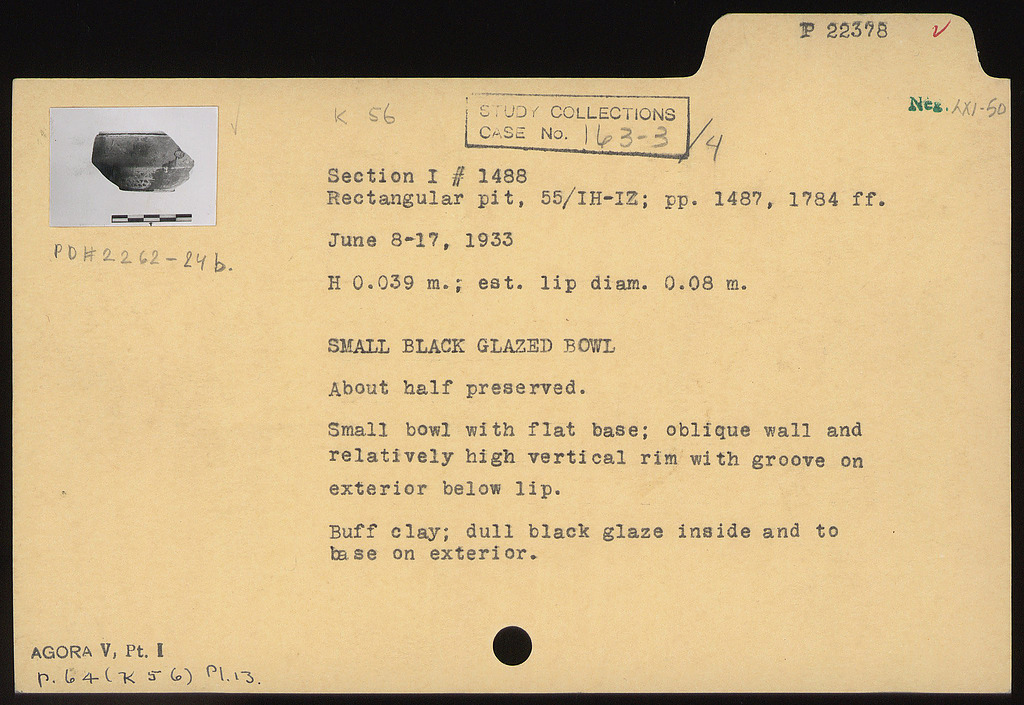 P 22378 ✓
Neg. LXI-50
K 56
STUDY COLLECTIONS
CASE No. 163-3/4
Section I # 1488
Rectangular pit, 55/IH-IZ; pp. 1487, 1784 ff.
PD#2262-24b.
June 8-17, 1933
H 0.039 m.; est. lip diam. 0.08 m.
SMALL BLACK GLAZED BOWL
About half preserved.
Small bowl with flat base; oblique wall and
relatively high vertical rim with groove on
exterior below lip.
Buff clay; dull black glaze inside and to
base on exterior.
AGORA V, Pt. I
p. 64 (K 56) Pl. 13.